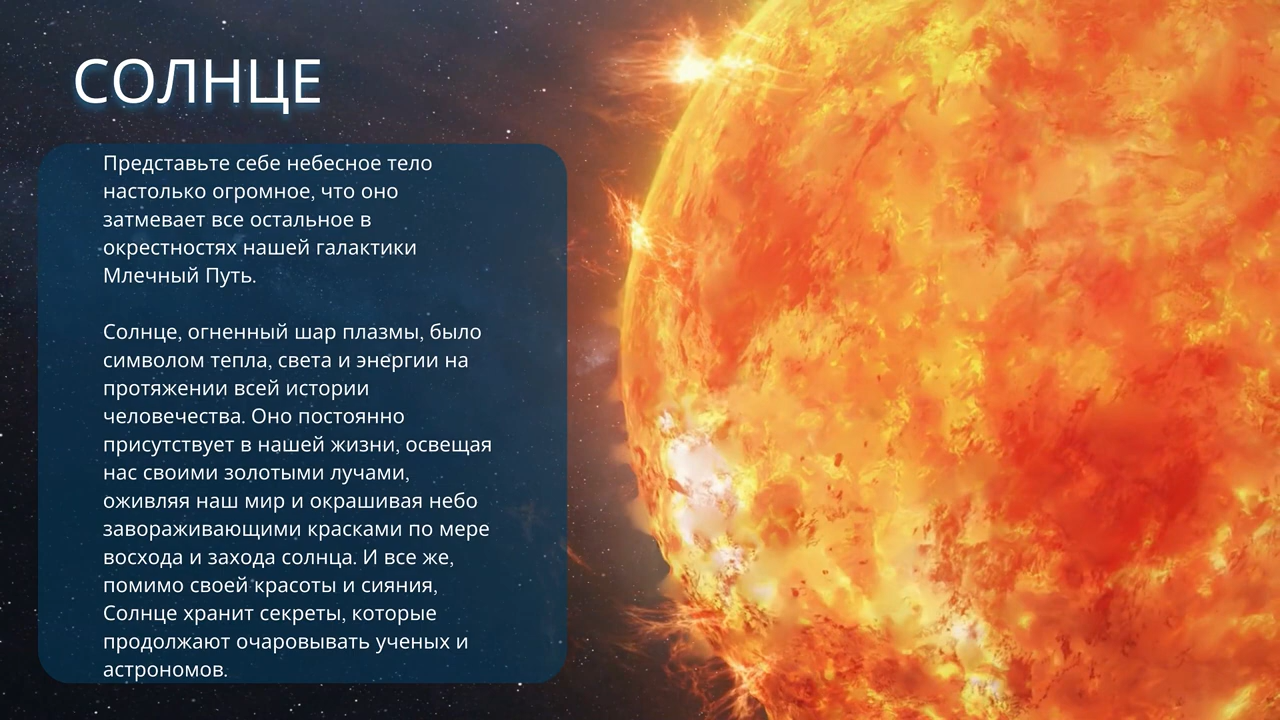 СОЛНЦЕ
Представьте себе небесное тело
настолько огромное, что оно
затмевает все остальное в
окрестностях нашей галактики
Млечный Путь.
Солнце, огненный шар плазмы, было
символом тепла, света и энергии на
протяжении всей истории
человечества. Оно постоянно
присутствует в нашей жизни, освещая
нас своими золотыми лучами,
оживляя наш мир и окрашивая небо
завораживающими красками по мере
восхода и захода солнца. И все же,
помимо своей красоты и сияния,
Солнце хранит секреты, которые
продолжают очаровывать ученых и
астрономов.